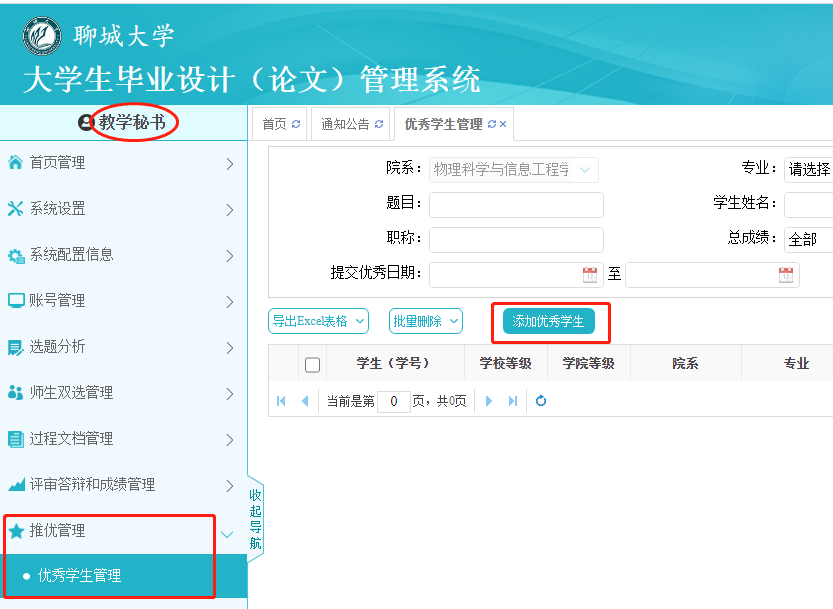 聊城大学
大学生毕业设计（论文）管理系统
教学秘书
首页 通知公告 优秀学生管理
首页管理
系统设置
系统配置信息
账号管理
选题分析
师生双选管理
过程文档管理
评审答辩和成绩管理
推优管理
优秀学生管理
收起导航
院系： 物理科学与信息工程学 专业： 请选择
题目： 学生姓名：
职称： 总成绩： 全部
提交优秀日期： 至
导出Excel表格 批量删除 添加优秀学生
学生（学号） 学校等级 学院等级 院系 专业
当前是第 0 页，共0页